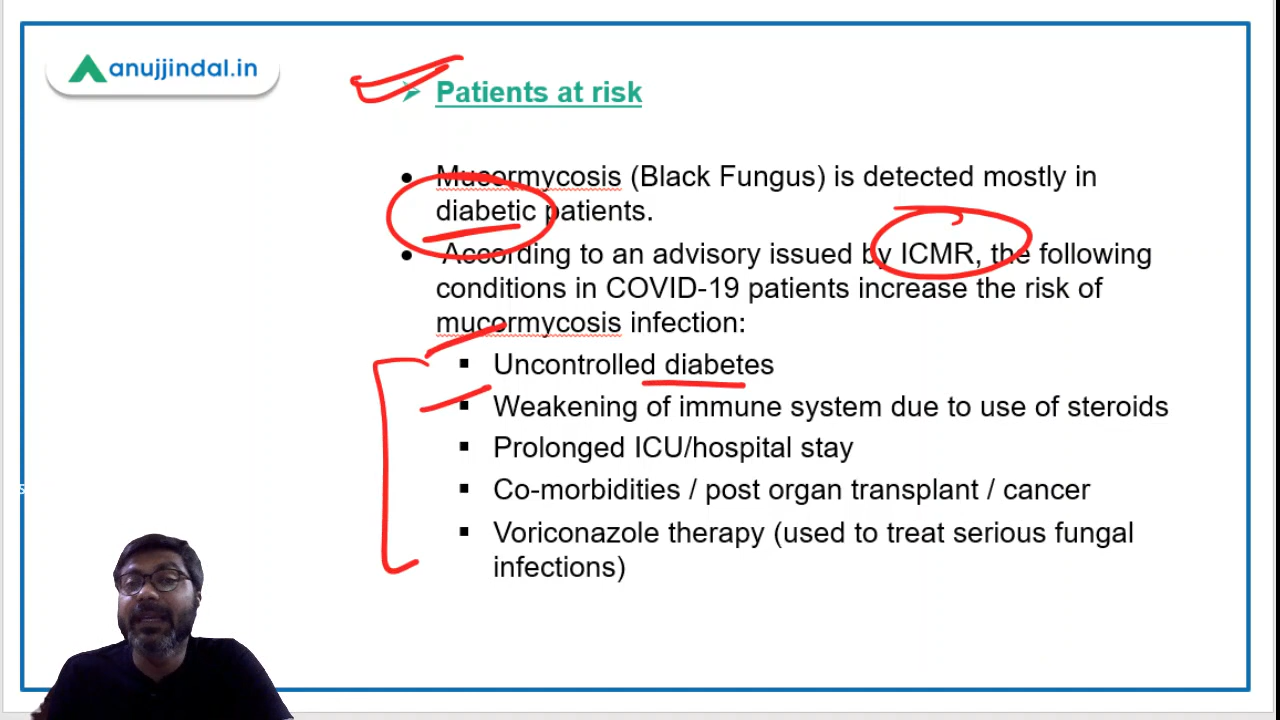 anujjindal.in
➢ Patients at risk
• Mucormycosis (Black Fungus) is detected mostly in
diabetic patients.
• According to an advisory issued by ICMR, the following
conditions in COVID-19 patients increase the risk of
mucormycosis infection:
▪ Uncontrolled diabetes
▪ Weakening of immune system due to use of steroids
▪ Prolonged ICU/hospital stay
▪ Co-morbidities / post organ transplant / cancer
▪ Voriconazole therapy (used to treat serious fungal
infections)